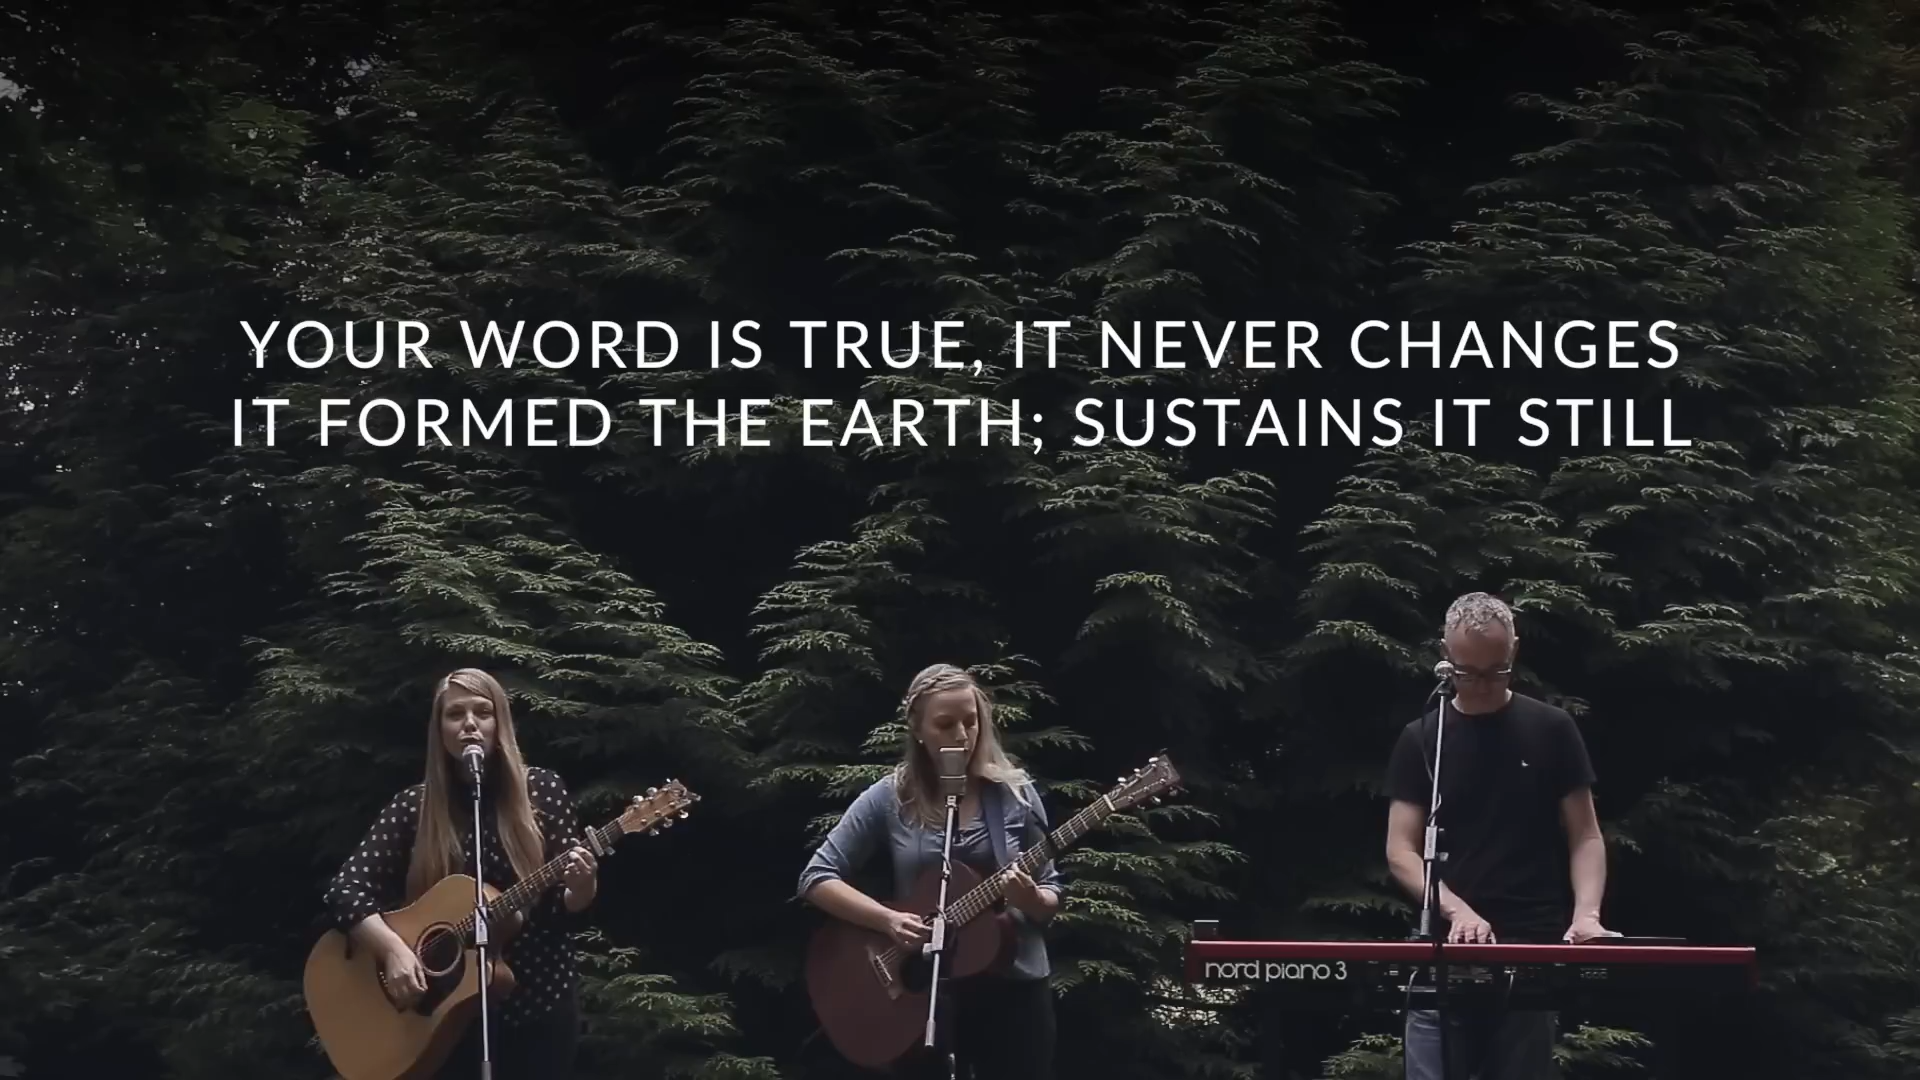 YOUR WORD IS TRUE, IT NEVER CHANGES
IT FORMED THE EARTH; SUSTAINS IT STILL
nord piano 3